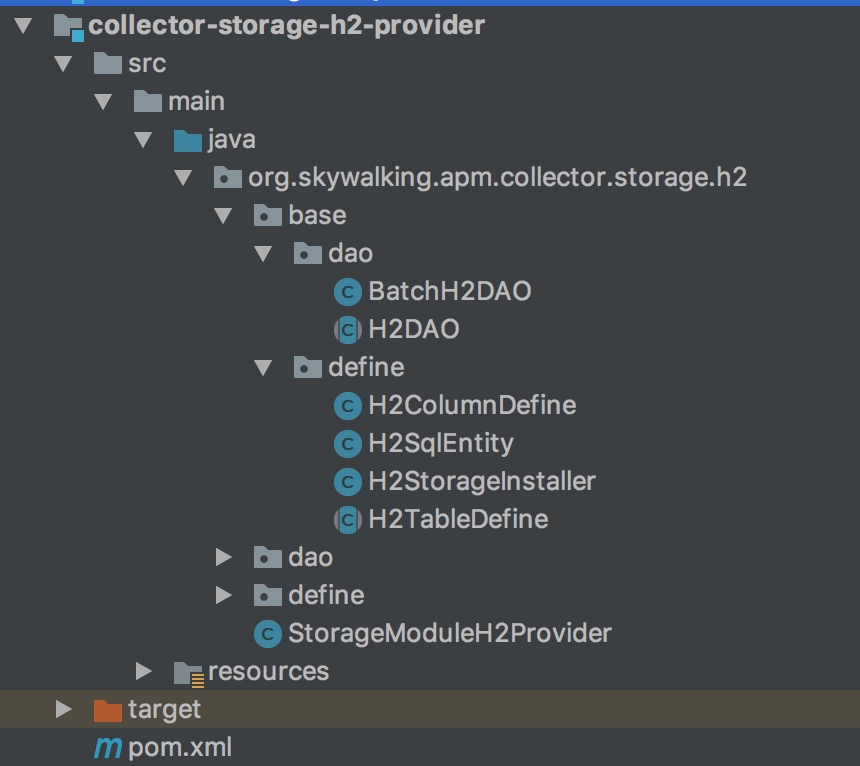 collector-storage-h2-provider
src
main
java
org.skywalking.apm.collector.storage.h2
base
dao
BatchH2DAO
H2DAO
define
H2ColumnDefine
H2SqlEntity
H2StorageInstaller
H2TableDefine
dao
define
StorageModuleH2Provider
resources
target
pom.xml